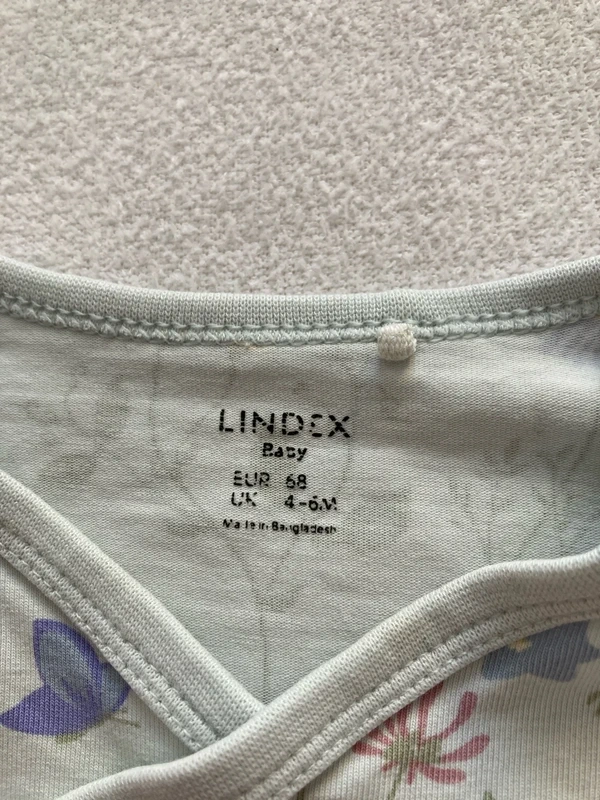 LINDEX
Baby
EUR 68
UK 4-6M
Made in Bangladesh